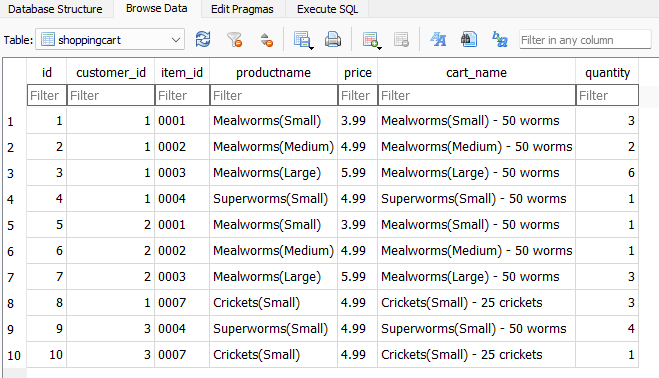 Database Structure Browse Data Edit Pragmas Execute SQL
Table: shoppingcart Filter in any column
id customer_id item_id productname price cart_name quantity
Filter Filter Filter Filter Filter Filter Filter
1 1 1 0001 Mealworms(Small) 3.99 Mealworms(Small) - 50 worms 3
2 2 1 0002 Mealworms(Medium) 4.99 Mealworms(Medium) - 50 worms 2
3 3 1 0003 Mealworms(Large) 5.99 Mealworms(Large) - 50 worms 6
4 4 1 0004 Superworms(Small) 4.99 Superworms(Small) - 50 worms 1
5 5 2 0001 Mealworms(Small) 3.99 Mealworms(Small) - 50 worms 1
6 6 2 0002 Mealworms(Medium) 4.99 Mealworms(Medium) - 50 worms 1
7 7 2 0003 Mealworms(Large) 5.99 Mealworms(Large) - 50 worms 3
8 8 1 0007 Crickets(Small) 4.99 Crickets(Small) - 25 crickets 3
9 9 3 0004 Superworms(Small) 4.99 Superworms(Small) - 50 worms 4
10 10 3 0007 Crickets(Small) 4.99 Crickets(Small) - 25 crickets 1